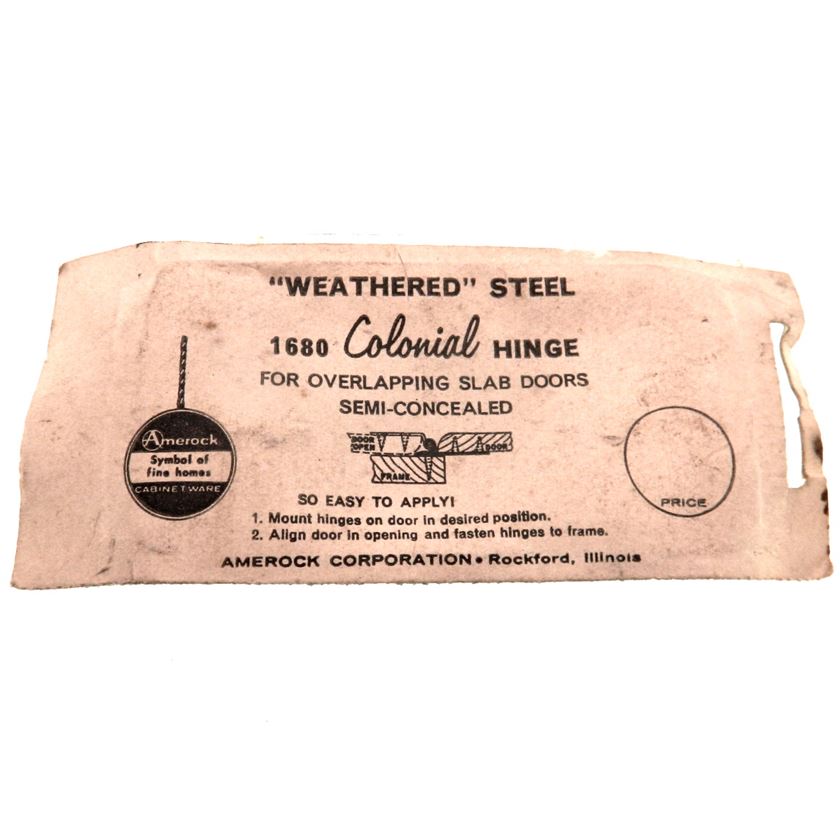 "WEATHERED" STEEL
1680 Colonial HINGE
FOR OVERLAPPING SLAB DOORS
SEMI-CONCEALED
Amerock
Symbol of
fine homes
CABINETWARE
DOOR
OPEN
DOOR
FRAME
PRICE
SO EASY TO APPLY!
1. Mount hinges on door in desired position.
2. Align door in opening and fasten hinges to frame.
AMEROCK CORPORATION • Rockford, Illinois